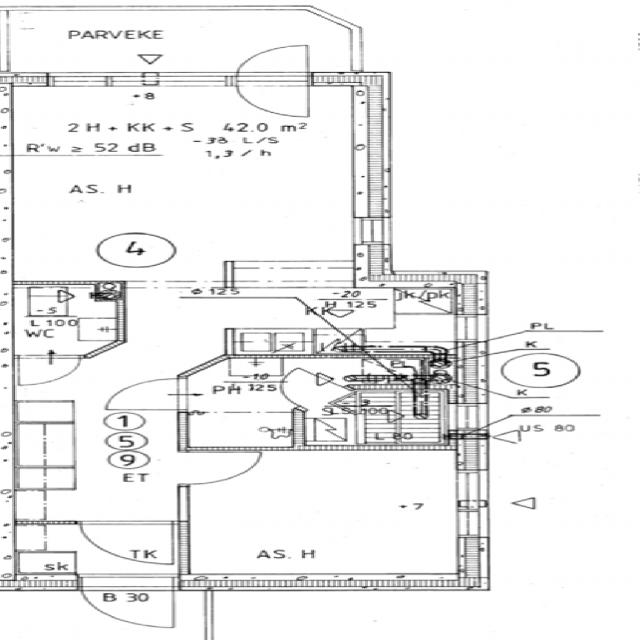 PARVEKE
+8
2 H + KK + S 42.0 m²
-38 L/S
R'w ≥ 52 dB
1,3 / h
AS. H
4
Ø 125
-20
H 125
KK
jk/pk
-5
L 100
WC
PL
K
5
-10
PH 125
K
Ø 80
L 80
US 80
1
5
9
ET
+7
TK
AS. H
sk
B 30